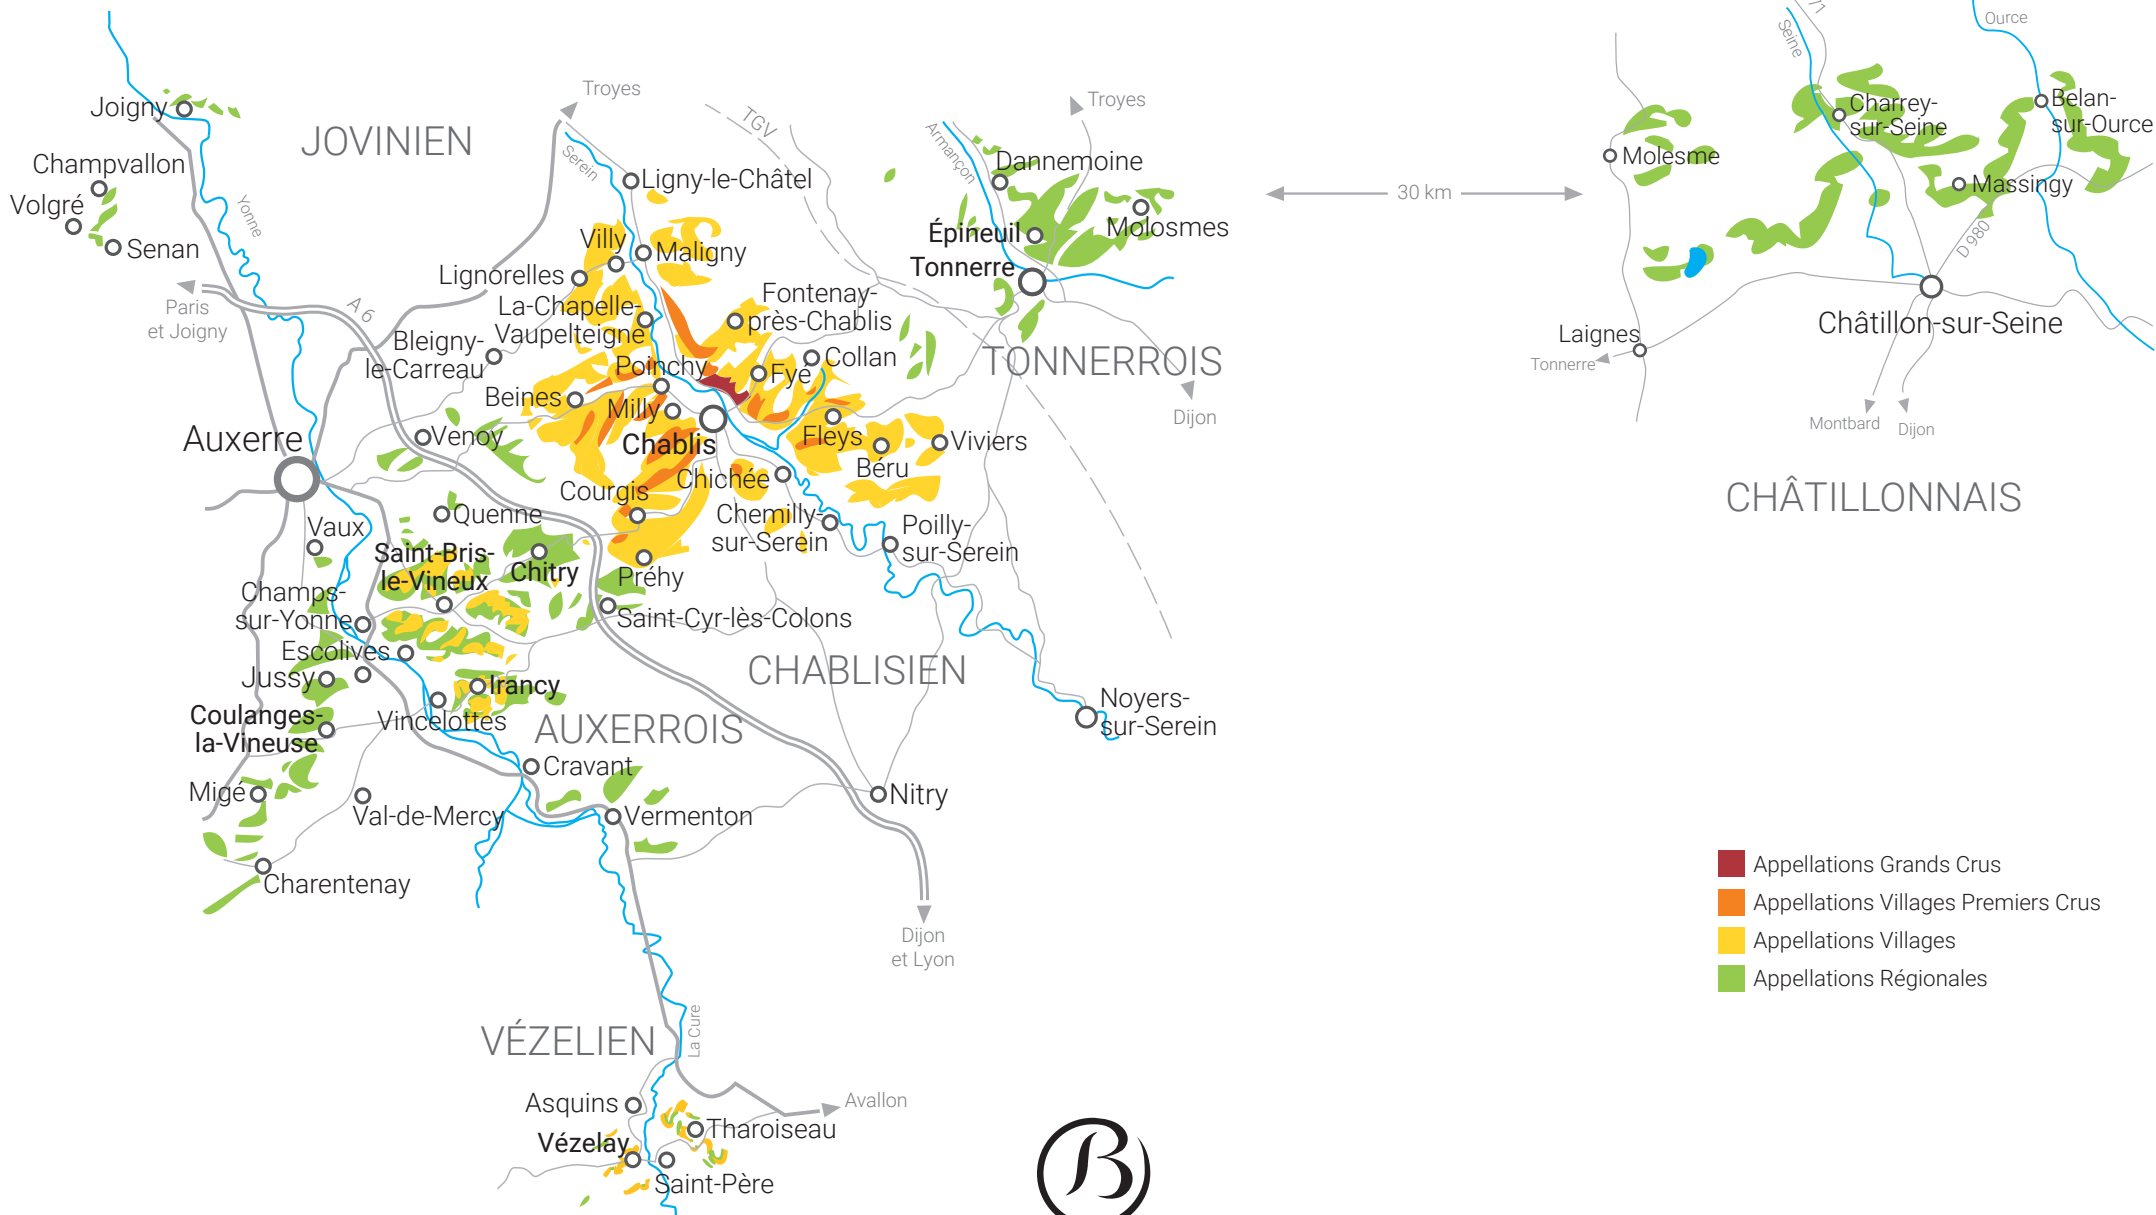 Joigny
JOVINIEN
Champvallon
Volgré
Senan
Yonne
Paris
et Joigny
A 6
Troyes
Serein
TGV
Ligny-le-Châtel
Villy
Maligny
Lignorelles
La-Chapelle-
Vaupelteigne
Fontenay-
près-Chablis
Bleigny-
le-Carreau
Poinchy
Fyé
Collan
Beines
Milly
Chablis
Fleys
Béru
Viviers
Auxerre
Venoy
Chichée
Courgis
Quenne
Chemilly-
sur-Serein
Poilly-
sur-Serein
Vaux
Saint-Bris-
le-Vineux
Chitry
Préhy
Champs-
sur-Yonne
Saint-Cyr-lès-Colons
Escolives
Jussy
CHABLISIEN
Irancy
Coulanges-
la-Vineuse
Vincelottes
AUXERROIS
Noyers-
sur-Serein
Cravant
Migé
Val-de-Mercy
Vermenton
Nitry
Charentenay
Dijon
et Lyon
VÉZELIEN
La Cure
Asquins
Avallon
Tharoiseau
Vézelay
Saint-Père
Armançon
Troyes
Dannemoine
Molosmes
Épineuil
Tonnerre
TONNERROIS
Dijon
30 km
71
Seine
Ource
Charrey-
sur-Seine
Belan-
sur-Ource
Molesme
Massingy
D 980
Châtillon-sur-Seine
Laignes
Tonnerre
Montbard
Dijon
CHÂTILLONNAIS
Appellations Grands Crus
Appellations Villages Premiers Crus
Appellations Villages
Appellations Régionales
B